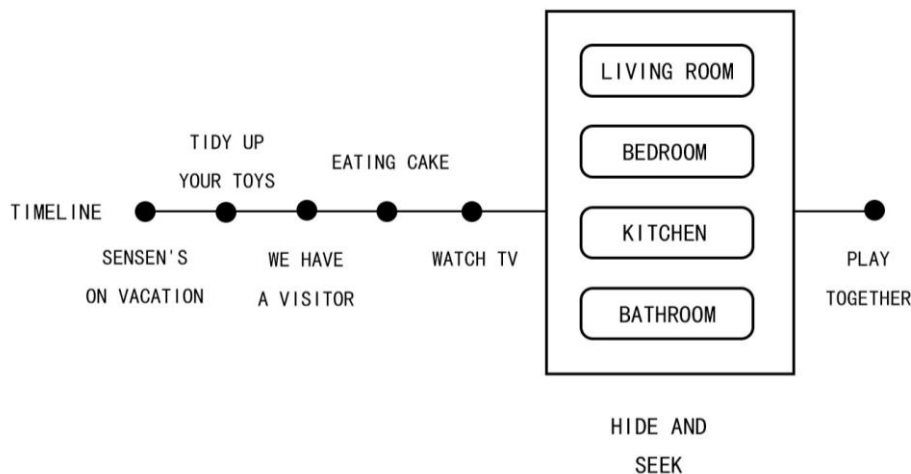 TIMELINE
SENSEN'S
ON VACATION
TIDY UP
YOUR TOYS
WE HAVE
A VISITOR
EATING CAKE
WATCH TV
LIVING ROOM
BEDROOM
KITCHEN
BATHROOM
HIDE AND
SEEK
PLAY
TOGETHER